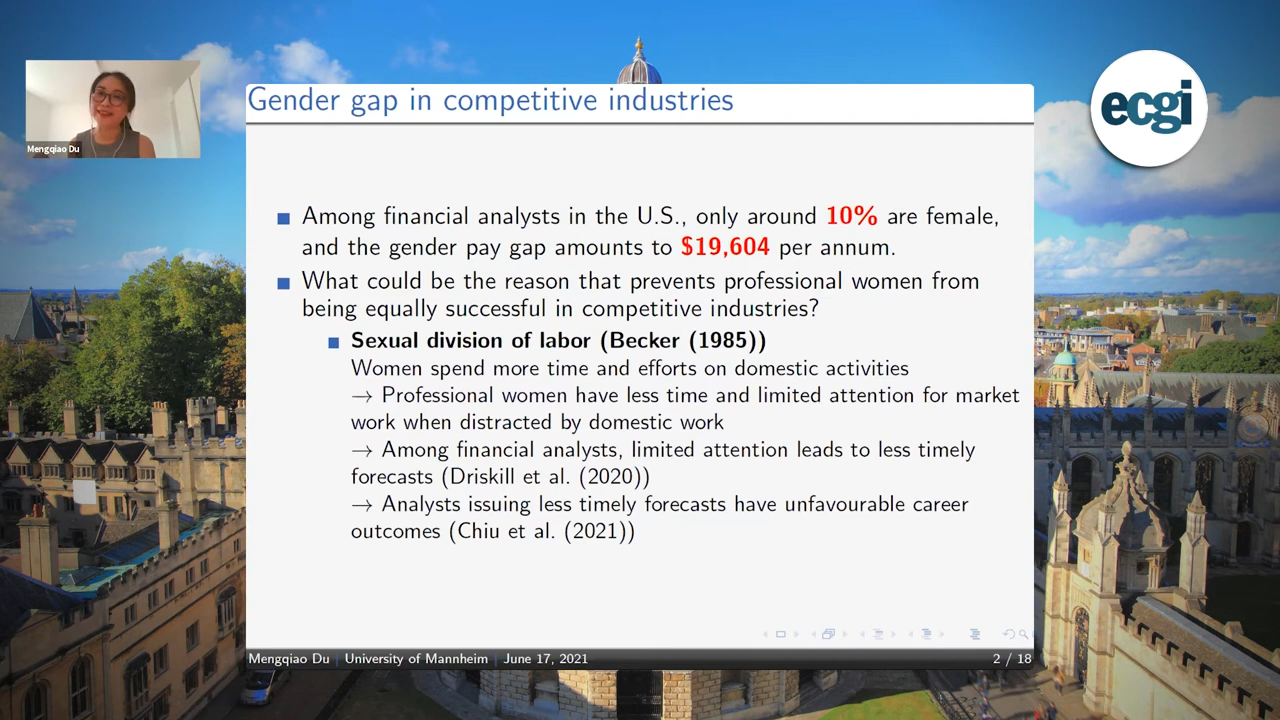 Gender gap in competitive industries
ecgi
Mengqiao Du
Among financial analysts in the U.S., only around 10% are female,
and the gender pay gap amounts to $19,604 per annum.
What could be the reason that prevents professional women from
being equally successful in competitive industries?
Sexual division of labor (Becker (1985))
Women spend more time and efforts on domestic activities
→ Professional women have less time and limited attention for market
work when distracted by domestic work
→ Among financial analysts, limited attention leads to less timely
forecasts (Driskill et al. (2020))
→ Analysts issuing less timely forecasts have unfavourable career
outcomes (Chiu et al. (2021))
Mengqiao Du | University of Mannheim | June 17, 2021
2 / 18